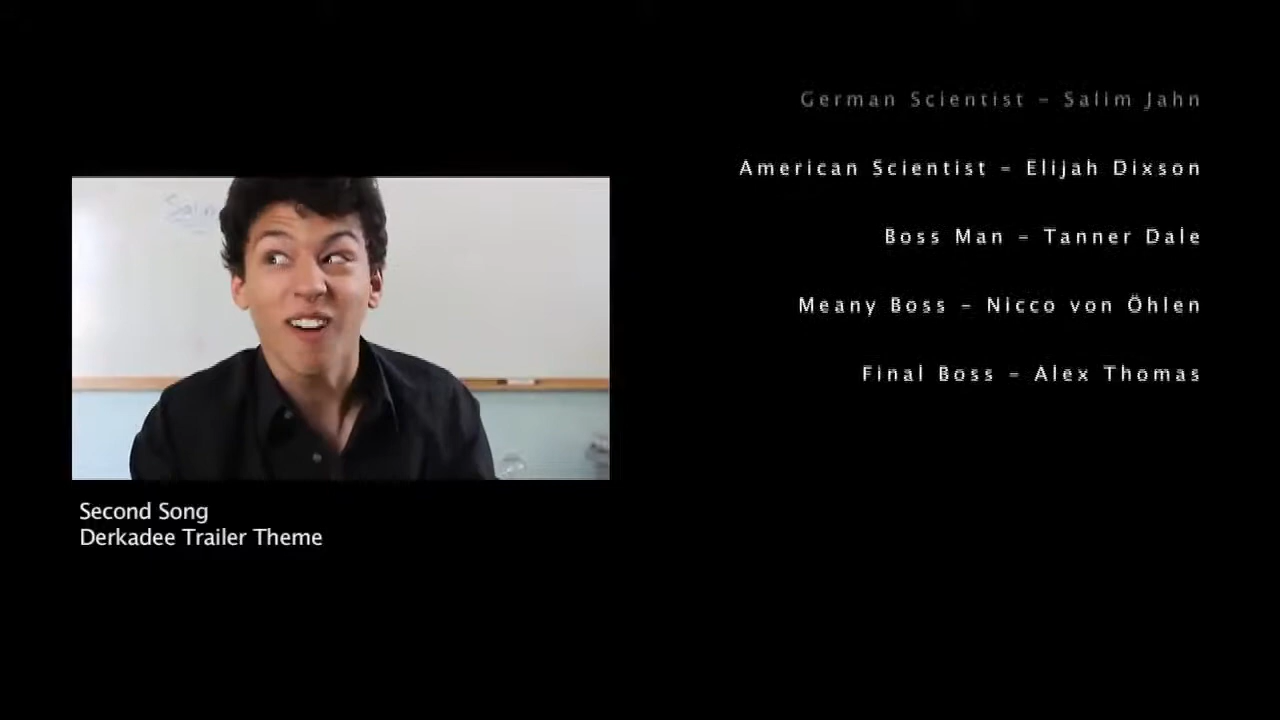 German Scientist – Salim Jahn
American Scientist – Elijah Dixson
Boss Man – Tanner Dale
Meany Boss – Nicco von Öhlen
Final Boss – Alex Thomas
Second Song
Derkadee Trailer Theme